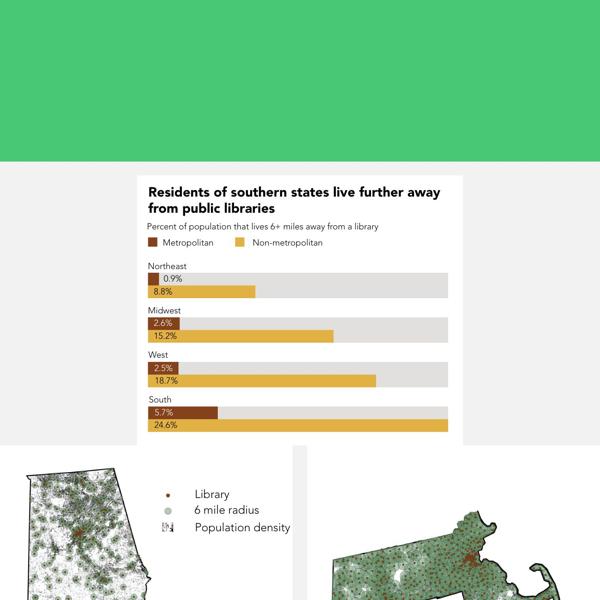 Residents of southern states live further away
from public libraries
Percent of population that lives 6+ miles away from a library
Metropolitan
Non-metropolitan
Northeast
0.9%
8.8%
Midwest
2.6%
15.2%
West
2.5%
18.7%
South
5.7%
24.6%
Library
6 mile radius
Population density